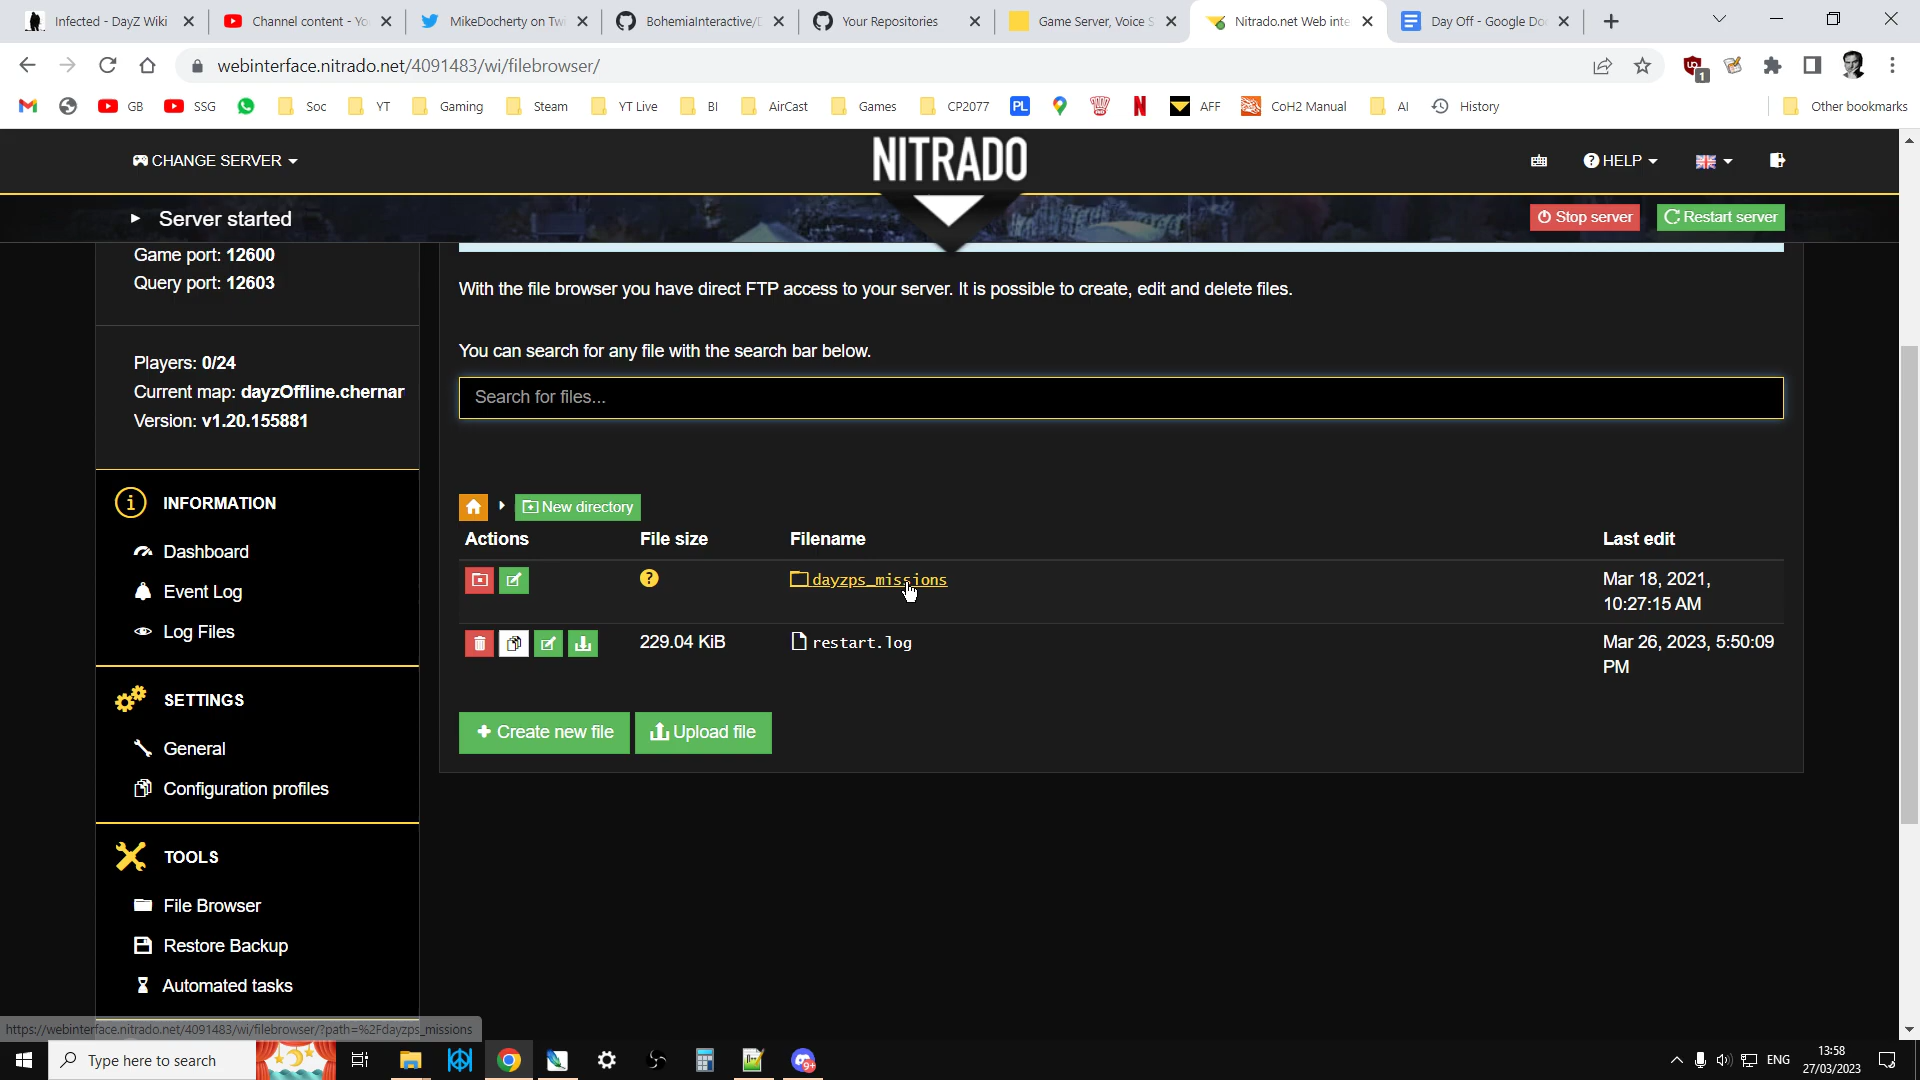 Infected - DayZ Wiki
Channel content - Yo
MikeDocherty on Tw
BohemiaInteractive/D
Your Repositories
Game Server, Voice S
Nitrado.net Web inte
Day Off - Google Do
webinterface.nitrado.net/4091483/wi/filebrowser/
1
GB
SSG
Soc
YT
Gaming
Steam
YT Live
BI
AirCast
Games
CP2077
PL
N
AFF
CoH2 Manual
AI
History
Other bookmarks
CHANGE SERVER
NITRADO
HELP
Server started
Stop server
Restart server
Game port: 12600
Query port: 12603
Players: 0/24
Current map: dayzOffline.chernar
Version: v1.20.155881
INFORMATION
Dashboard
Event Log
Log Files
SETTINGS
General
Configuration profiles
TOOLS
File Browser
Restore Backup
Automated tasks
With the file browser you have direct FTP access to your server. It is possible to create, edit and delete files.
You can search for any file with the search bar below.
Search for files...
New directory
Actions
File size
Filename
Last edit
?
dayzps_missions
Mar 18, 2021,
10:27:15 AM
229.04 KiB
restart.log
Mar 26, 2023, 5:50:09
PM
+ Create new file
Upload file
https://webinterface.nitrado.net/4091483/wi/filebrowser/?path=%2Fdayzps_missions
Type here to search
9+
ENG
13:58
27/03/2023